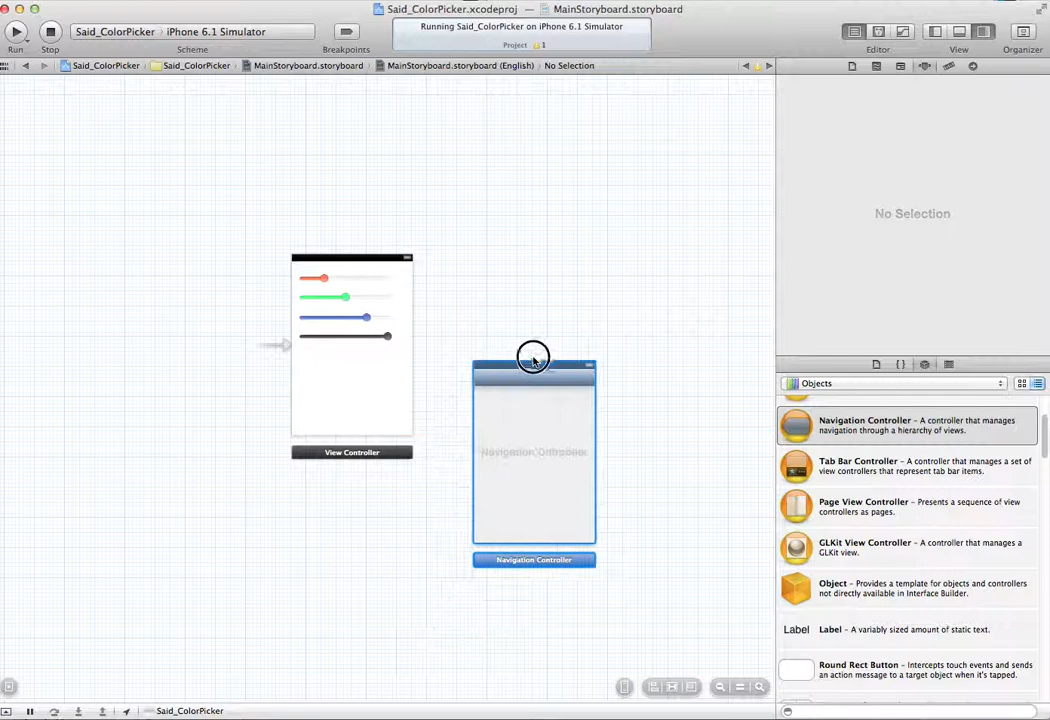 Said_ColorPicker.xcodeproj — MainStoryboard.storyboard
Said_ColorPicker iPhone 6.1 Simulator
Running Said_ColorPicker on iPhone 6.1 Simulator
Project 1
Run Stop Scheme Breakpoints Editor View Organizer
Said_ColorPicker Said_ColorPicker MainStoryboard.storyboard MainStoryboard.storyboard (English) No Selection
No Selection
View Controller
Navigation Controller
Navigation Controller
Objects
Navigation Controller – A controller that manages
navigation through a hierarchy of views.
Tab Bar Controller – A controller that manages a set of
view controllers that represent tab bar items.
Page View Controller – Presents a sequence of view
controllers as pages.
GLKit View Controller – A controller that manages a
GLKit view.
Object – Provides a template for objects and controllers
not directly available in Interface Builder.
Label Label – A variably sized amount of static text.
Round Rect Button – Intercepts touch events and sends
an action message to a target object when it's tapped.
Said_ColorPicker